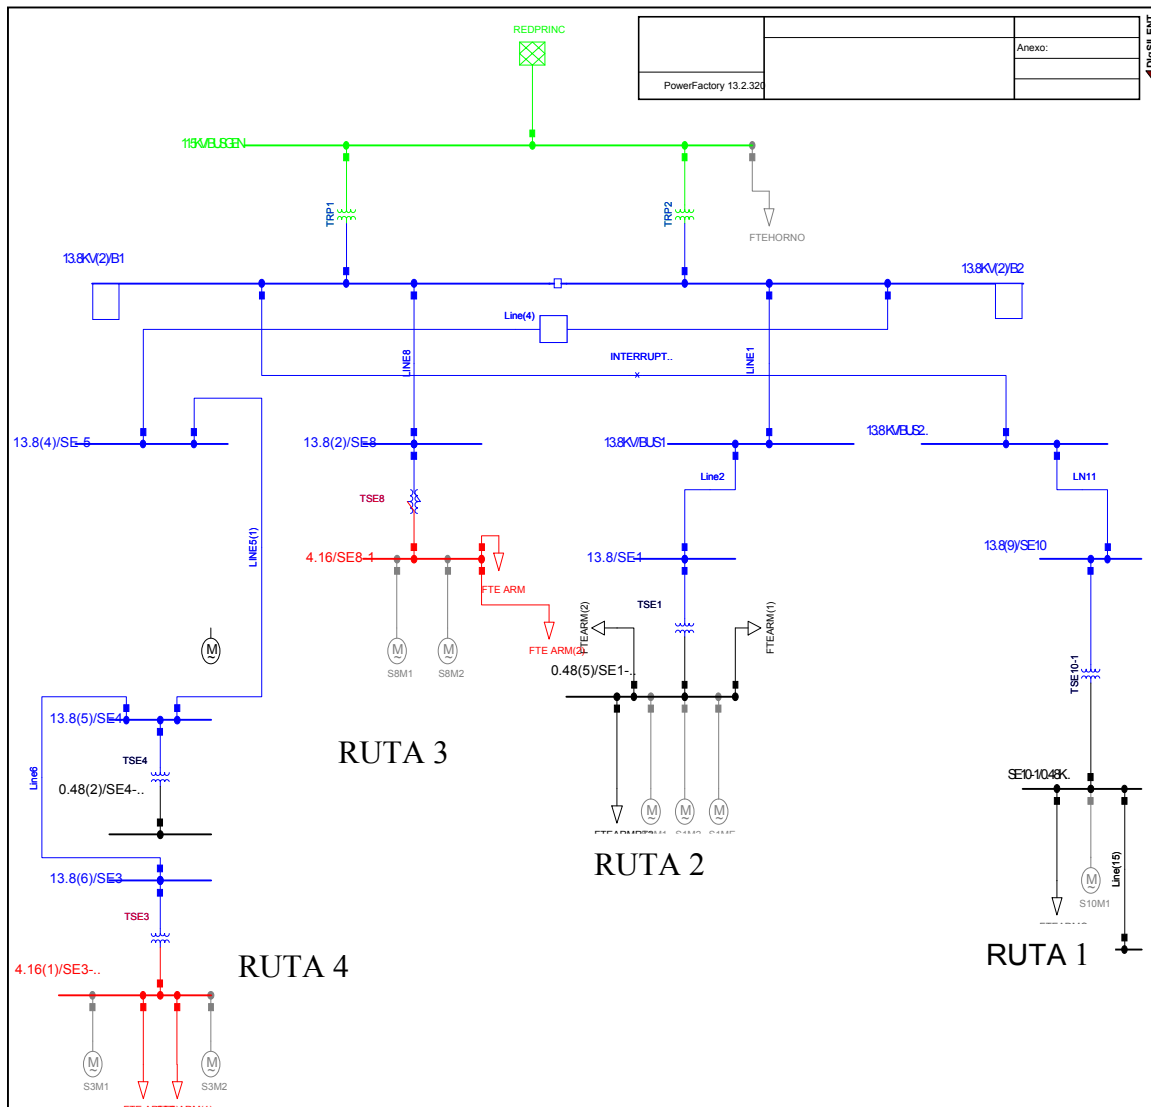 REDPRINC
DIgSILENT
Anexo:
PowerFactory 13.2.320
115KV/BUSGEN
TRP1
TRP2
FTEHORNO
13.8KV(2)/B1
13.8KV(2)/B2
Line(4)
LINE8
LINE1
INTERRUPT..
13.8(4)/SE-5
13.8(2)/SE8
13.8KV/BUS1
13.8KV/BUS2..
Line2
LN11
TSE8
LINE5(1)
4.16/SE8-1
13.8/SE1
13.8(9)/SE10
FTE ARM
FTE ARM(2)
S8M1
S8M2
TSE1
FTEARM(2)
FTEARM(1)
0.48(5)/SE1-..
TSE10-1
13.8(5)/SE4
RUTA 3
TSE4
Line6
0.48(2)/SE4-..
SE10-1/0.48K..
S1M2
RUTA 2
13.8(6)/SE3
Line(15)
S10M1
TSE3
RUTA 4
RUTA 1
4.16(1)/SE3-..
S3M1
S3M2